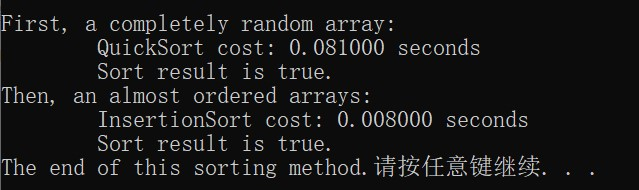 First, a completely random array:
QuickSort cost: 0.081000 seconds
Sort result is true.
Then, an almost ordered arrays:
InsertionSort cost: 0.008000 seconds
Sort result is true.
The end of this sorting method.请按任意键继续. . .